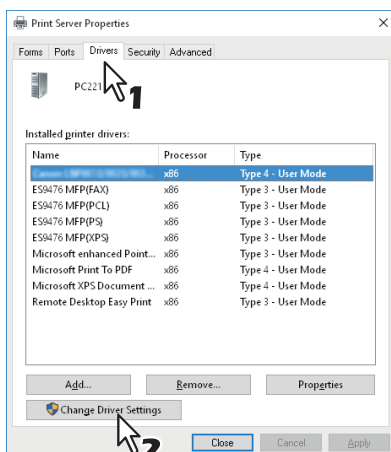 Print Server Properties
Forms Ports Drivers Security Advanced
PC221
1
Installed printer drivers:
Name Processor Type
x86 Type 4 - User Mode
ES9476 MFP(FAX) x86 Type 3 - User Mode
ES9476 MFP(PCL) x86 Type 3 - User Mode
ES9476 MFP(PS) x86 Type 3 - User Mode
ES9476 MFP(XPS) x86 Type 3 - User Mode
Microsoft enhanced Point... x86 Type 3 - User Mode
Microsoft Print To PDF x86 Type 4 - User Mode
Microsoft XPS Document ... x86 Type 4 - User Mode
Remote Desktop Easy Print x86 Type 3 - User Mode
Add... Remove... Properties
Change Driver Settings
2
Close Cancel Apply